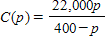 C(p) = 22,000p / 400 − p